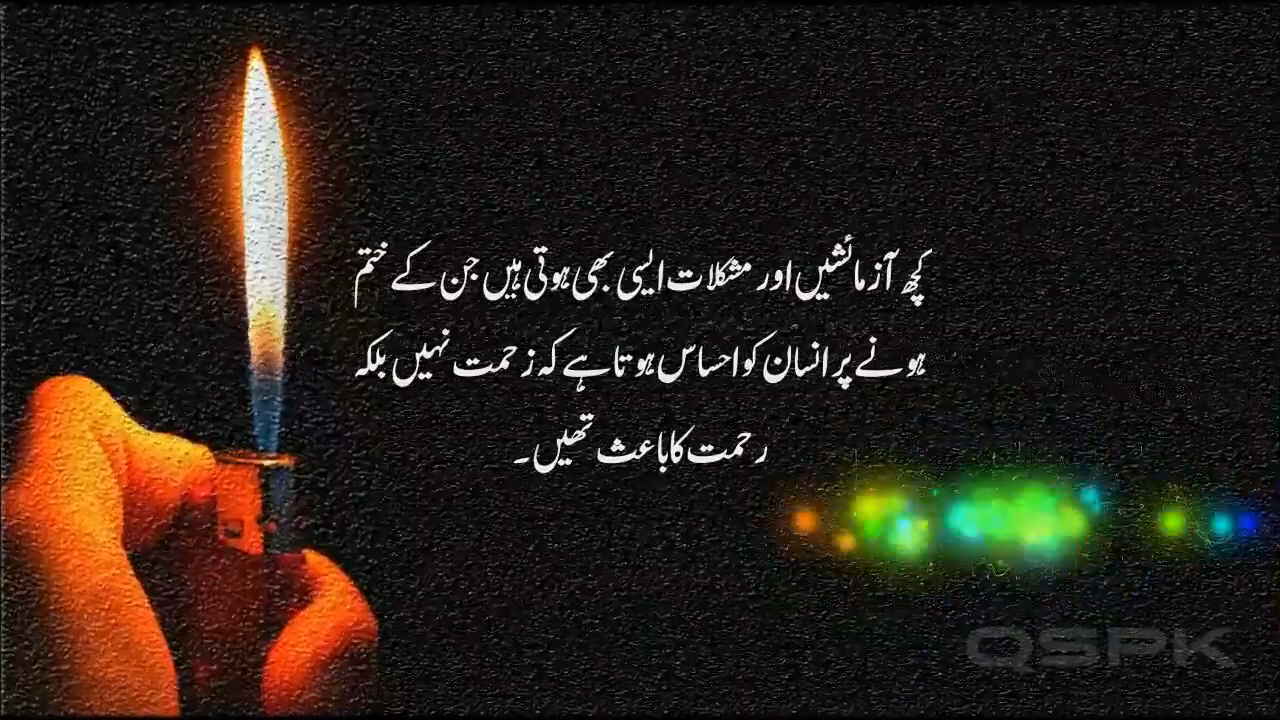 کچھ آزمائشیں اور مشکلات ایسی بھی ہوتی ہیں جن کے ختم
ہونے پر انسان کو احساس ہوتا ہے کہ زحمت نہیں بلکہ
رحمت کا باعث تھیں۔
QSPK